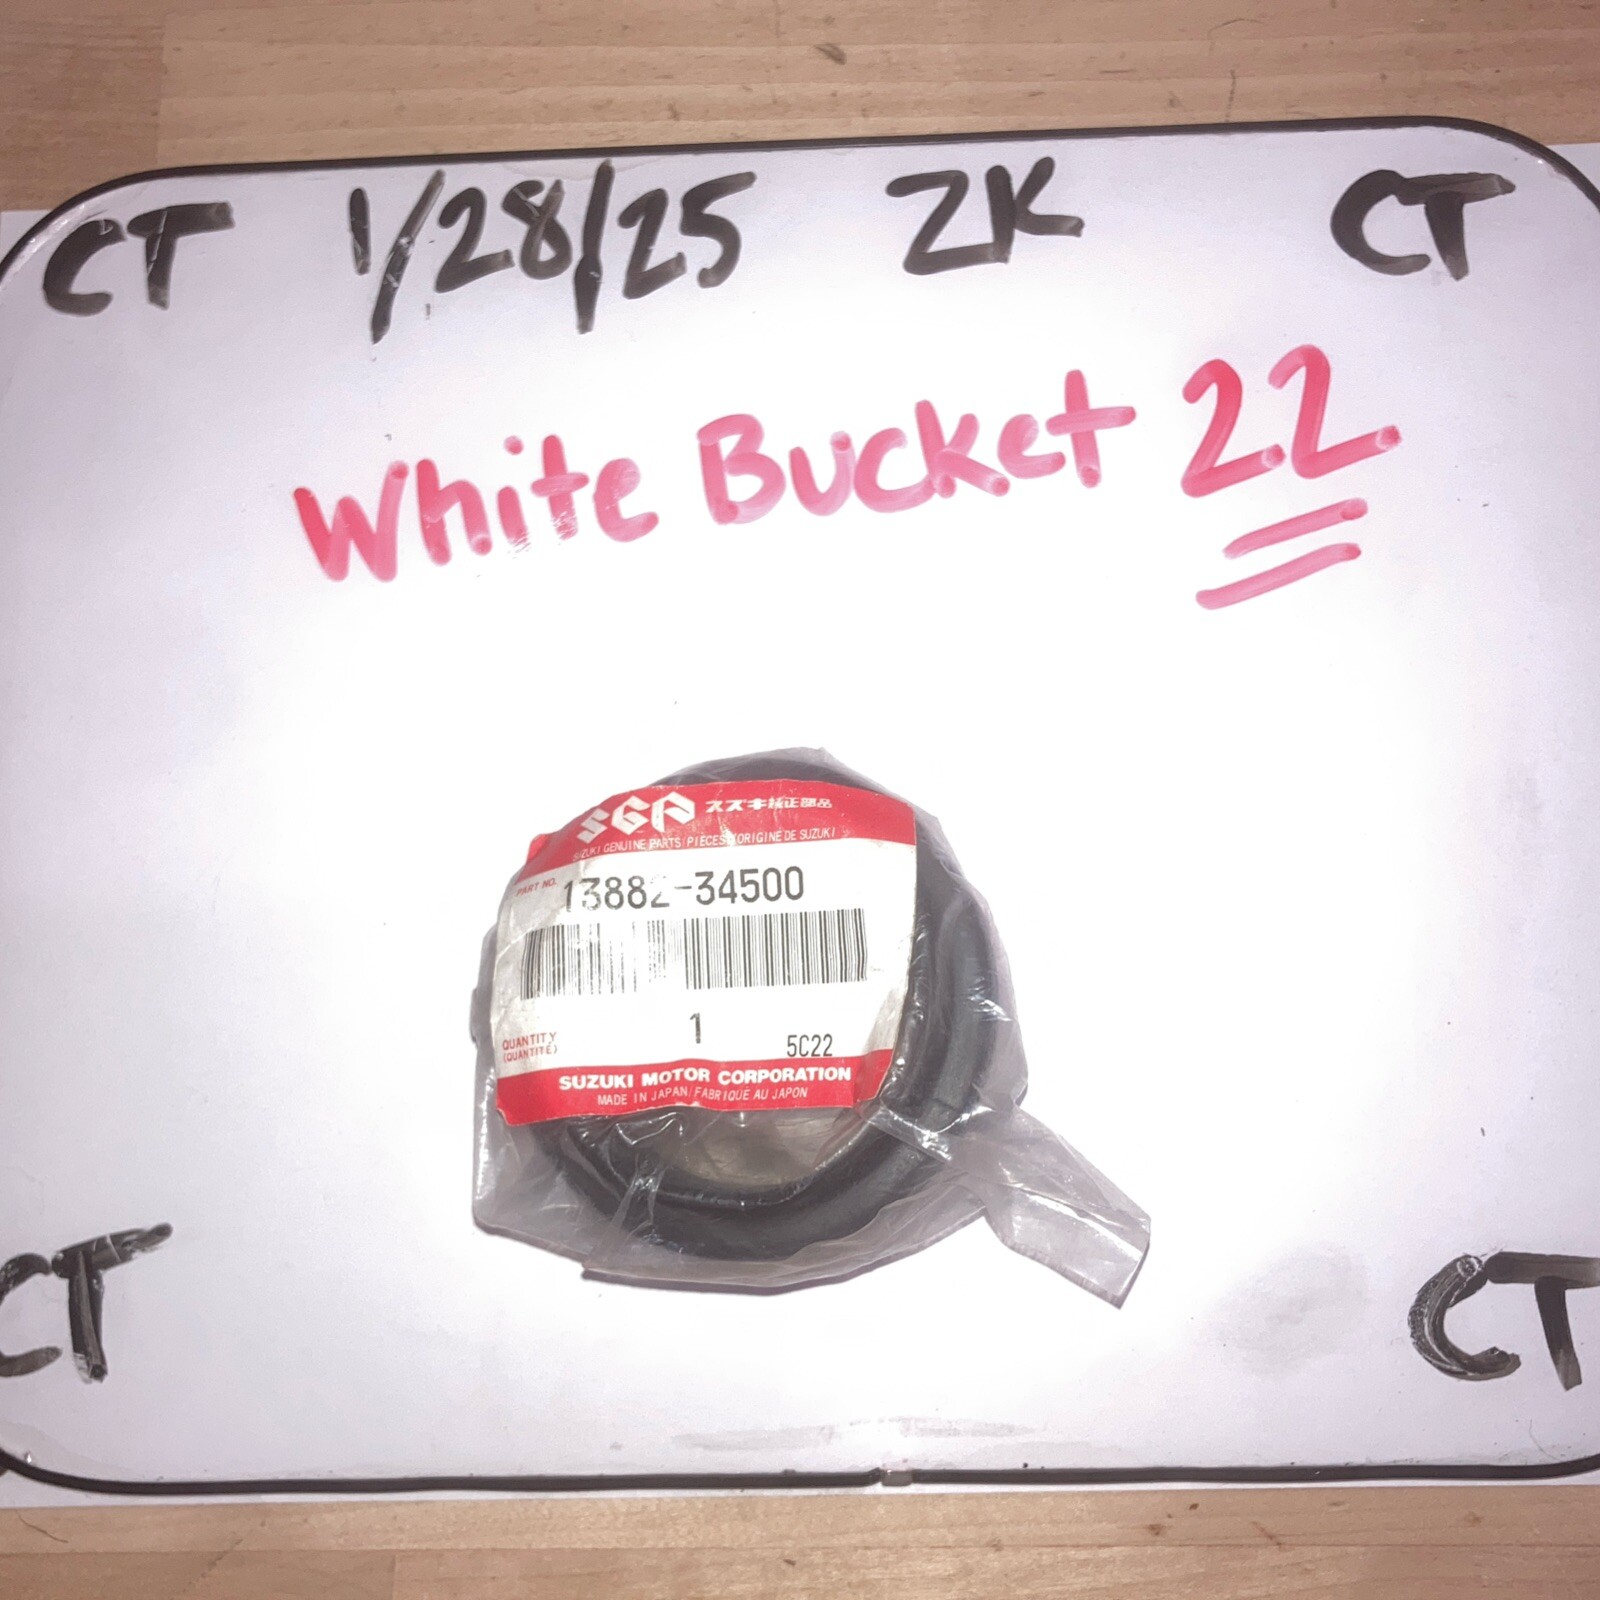 CT 1/28/25 ZK CT
White Bucket 22
SGP スズキ純正部品
SUZUKI GENUINE PARTS/PIECES D'ORIGINE DE SUZUKI
PART NO. 13882-34500
QUANTITY 1
(QUANTITÉ) 5C22
SUZUKI MOTOR CORPORATION
MADE IN JAPAN/FABRIQUÉ AU JAPON
CT CT